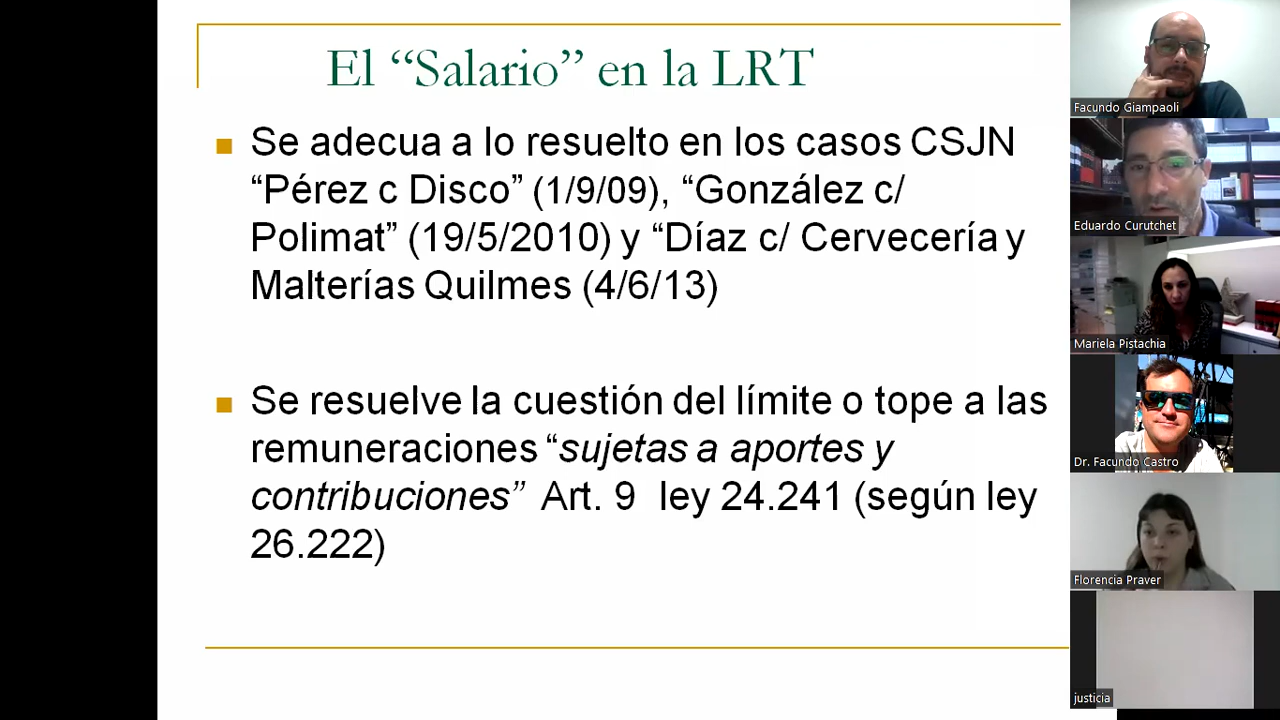 El “Salario” en la LRT
Se adecua a lo resuelto en los casos CSJN
“Pérez c Disco” (1/9/09), “González c/
Polimat” (19/5/2010) y “Díaz c/ Cervecería y
Malterías Quilmes (4/6/13)
Se resuelve la cuestión del límite o tope a las
remuneraciones “sujetas a aportes y
contribuciones” Art. 9 ley 24.241 (según ley
26.222)
Facundo Giampaoli
Eduardo Curutchet
Mariela Pistachia
Dr. Facundo Castro
Florencia Praver
justicia